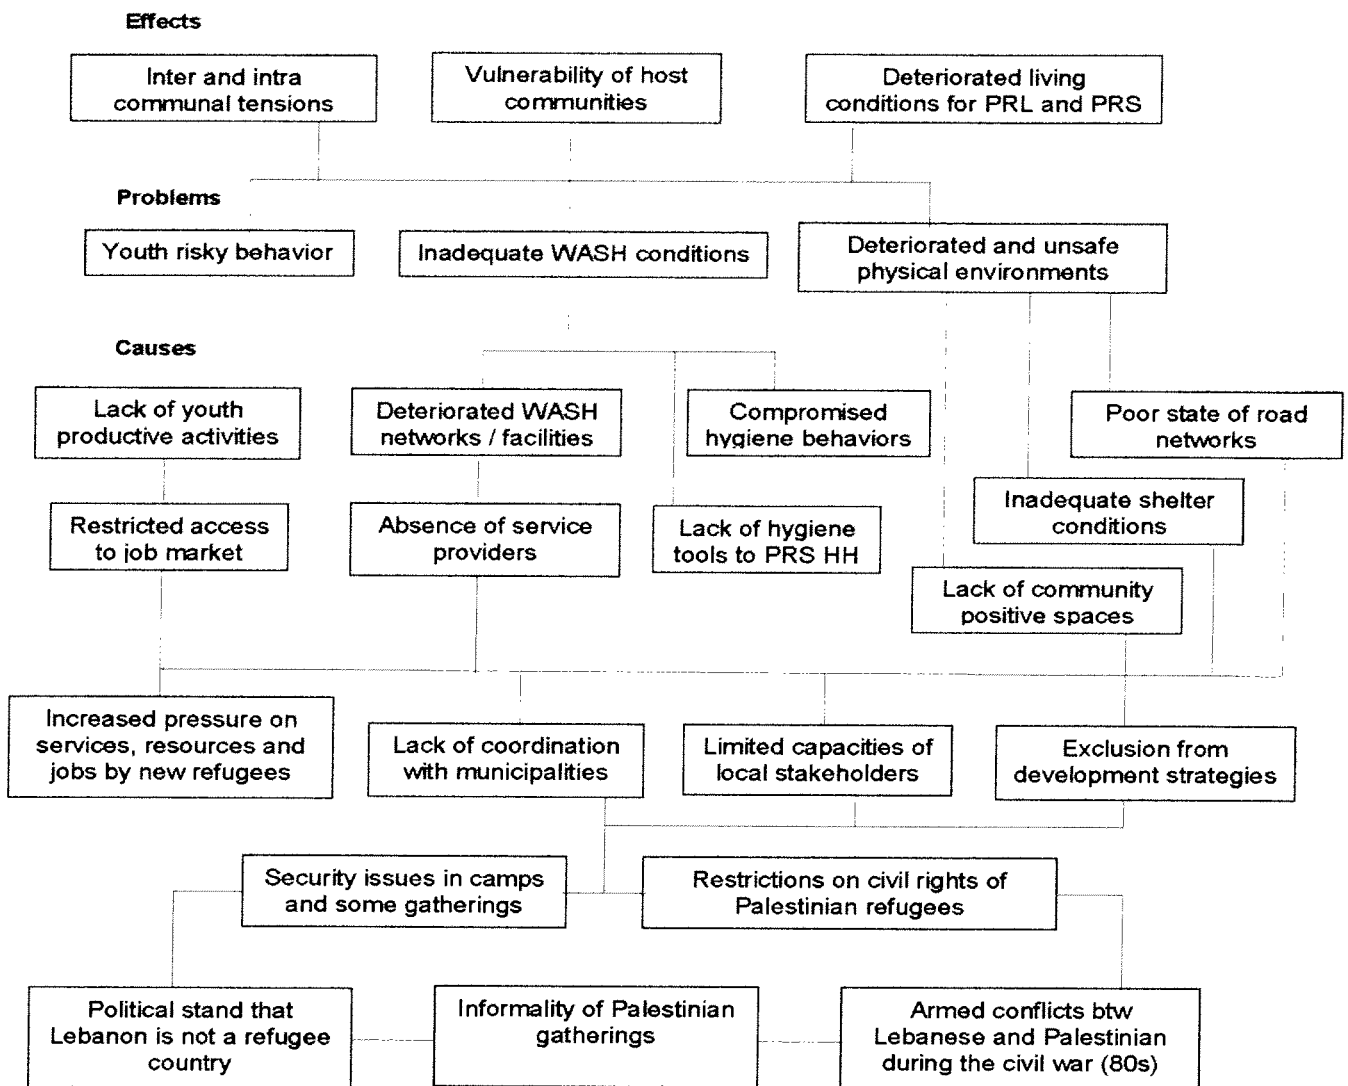 Effects
Inter and intra
communal tensions
Vulnerability of host
communities
Deteriorated living
conditions for PRL and PRS
Problems
Youth risky behavior
Inadequate WASH conditions
Deteriorated and unsafe
physical environments
Causes
Lack of youth
productive activities
Deteriorated WASH
networks / facilities
Compromised
hygiene behaviors
Poor state of road
networks
Restricted access
to job market
Absence of service
providers
Lack of hygiene
tools to PRS HH
Inadequate shelter
conditions
Lack of community
positive spaces
Increased pressure on
services, resources and
jobs by new refugees
Lack of coordination
with municipalities
Limited capacities of
local stakeholders
Exclusion from
development strategies
Security issues in camps
and some gatherings
Restrictions on civil rights of
Palestinian refugees
Political stand that
Lebanon is not a refugee
country
Informality of Palestinian
gatherings
Armed conflicts btw
Lebanese and Palestinian
during the civil war (80s)